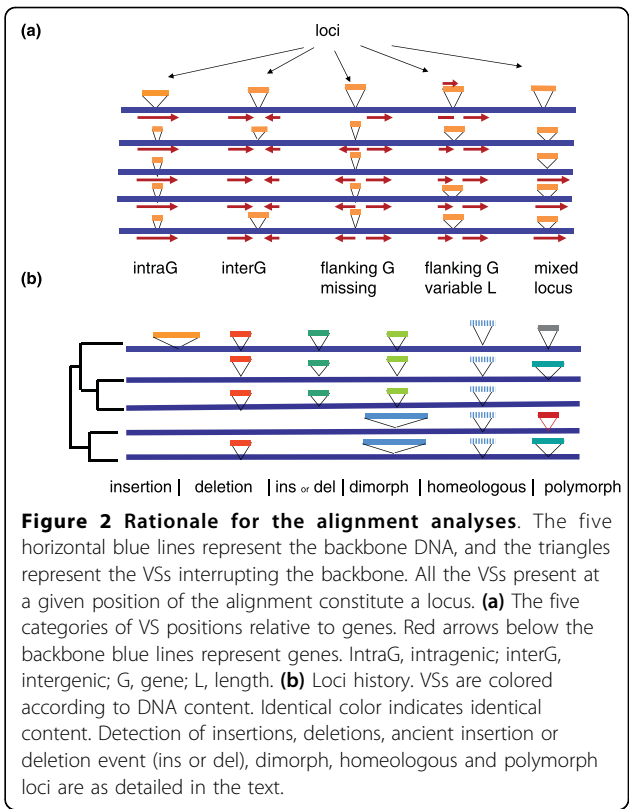 (a)
loci
intraG
interG
flanking G
missing
flanking G
variable L
mixed
locus
(b)
insertion | deletion | ins or del | dimorph | homeologous | polymorph
Figure 2 Rationale for the alignment analyses. The five
horizontal blue lines represent the backbone DNA, and the triangles
represent the VSs interrupting the backbone. All the VSs present at
a given position of the alignment constitute a locus. (a) The five
categories of VS positions relative to genes. Red arrows below the
backbone blue lines represent genes. IntraG, intragenic; interG,
intergenic; G, gene; L, length. (b) Loci history. VSs are colored
according to DNA content. Identical color indicates identical
content. Detection of insertions, deletions, ancient insertion or
deletion event (ins or del), dimorph, homeologous and polymorph
loci are as detailed in the text.